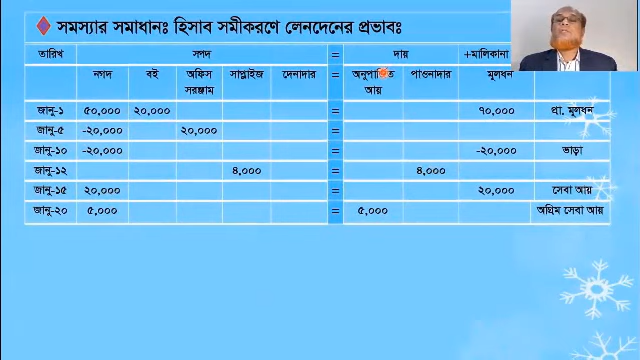 সমস্যার সমাধানঃ হিসাব সমীকরণে লেনদেনের প্রভাবঃ
তারিখ সম্পদ = দায় +মালিকানা
নগদ বই অফিস সরঞ্জাম সাপ্লাইজ দেনাদার = অনুপার্জিত আয় পাওনাদার মূলধন
জানু-১ ৫০,০০০ ২০,০০০ = ৭০,০০০ প্রা. মূলধন
জানু-৫ -২০,০০০ ২০,০০০ =
জানু-১০ -২০,০০০ = -২০,০০০ ভাড়া
জানু-১২ ৪,০০০ = ৪,০০০
জানু-১৫ ২০,০০০ = ২০,০০০ সেবা আয়
জানু-২০ ৫,০০০ = ৫,০০০ অগ্রিম সেবা আয়